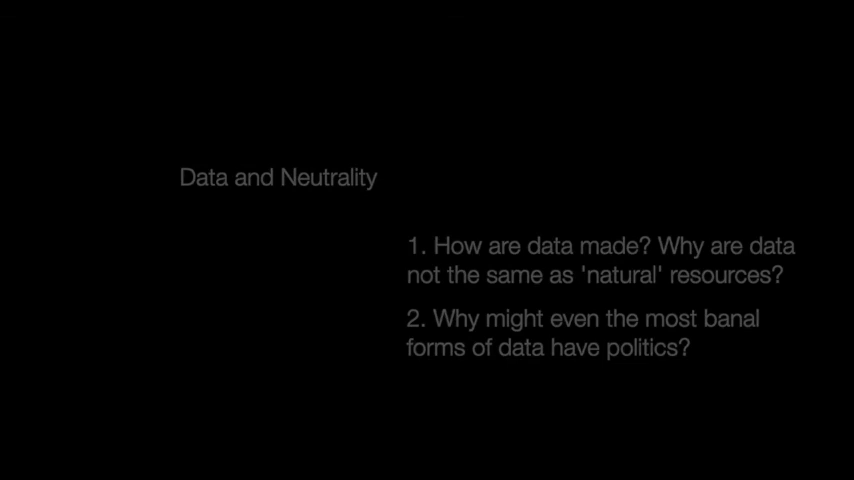 Data and Neutrality
1. How are data made? Why are data
not the same as 'natural' resources?
2. Why might even the most banal
forms of data have politics?